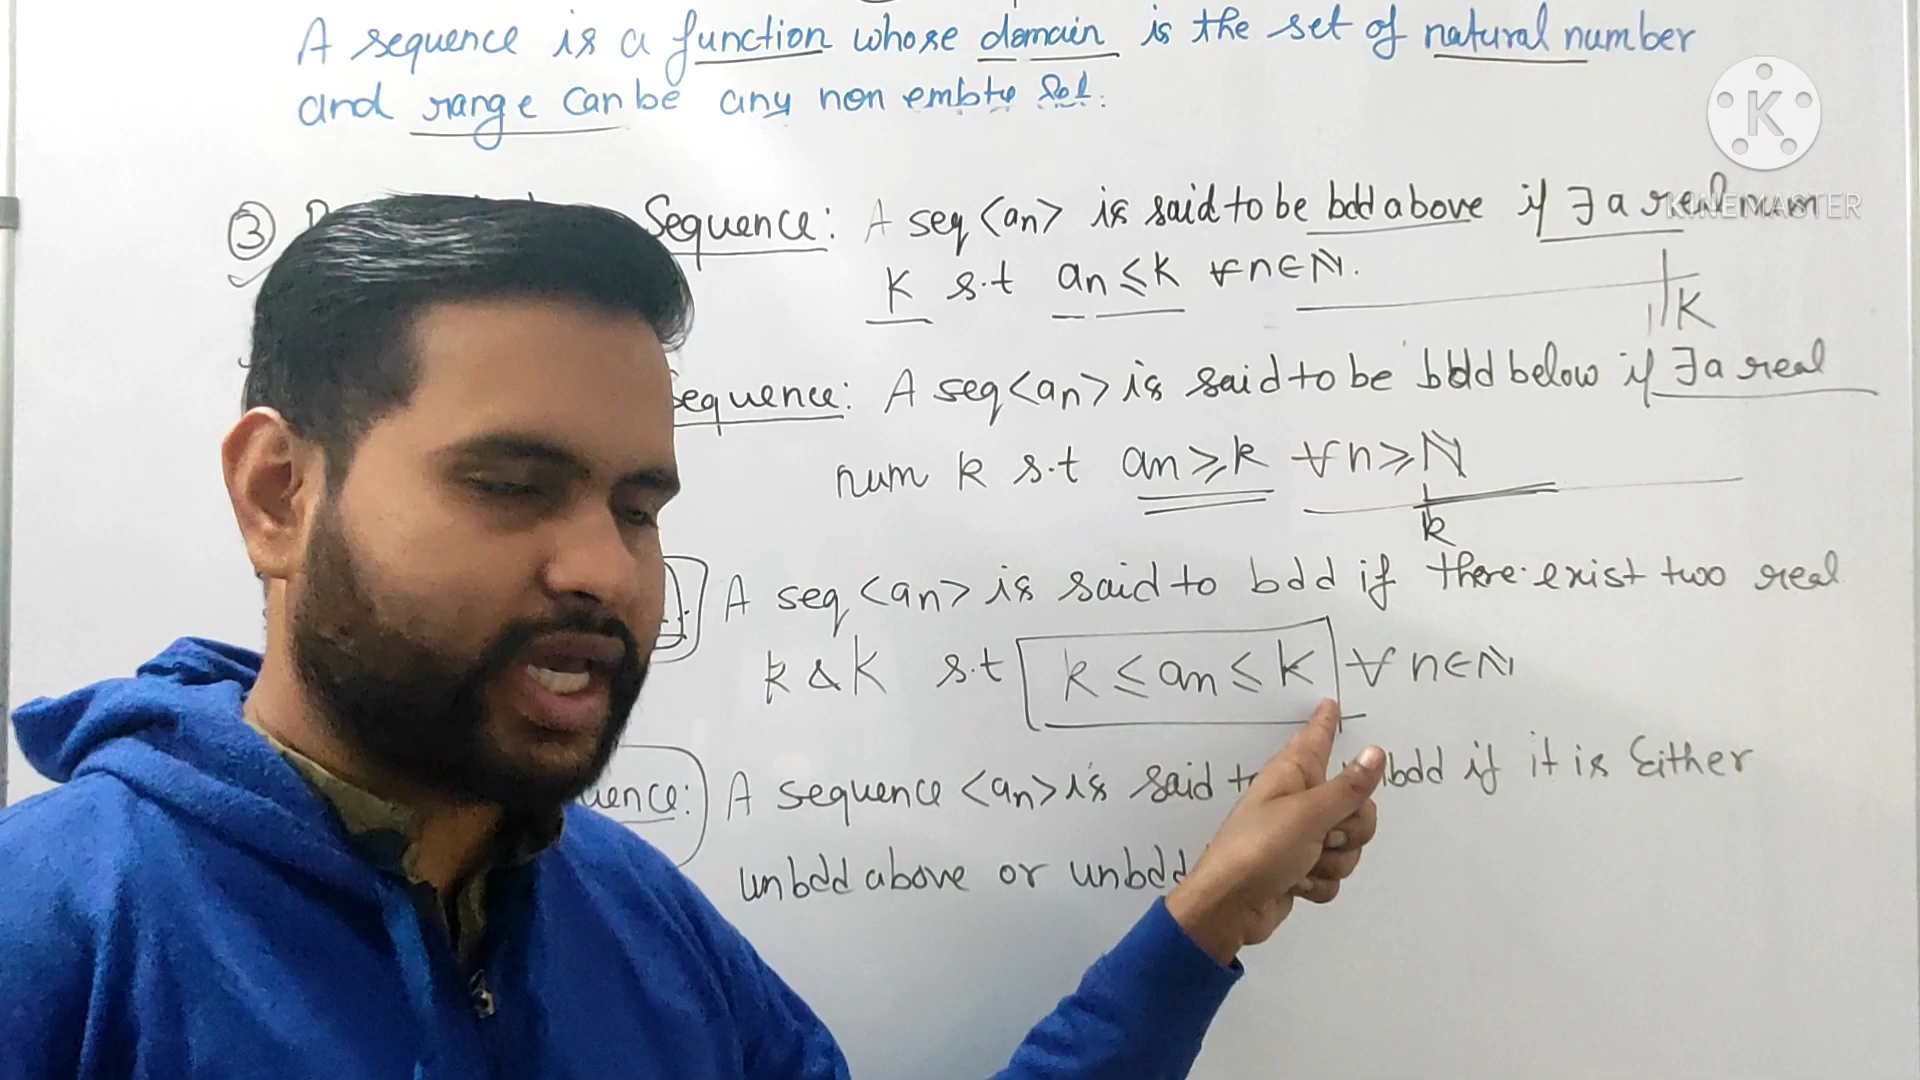 A sequence is a function whose domain is the set of natural number
and range can be any non empty Set.
K
KINEMASTER
③ Sequence: A seq <an> is said to be bdd above if ∃ a real num
K s.t an ≤ K ∀ n ∈ ℕ.
K
sequence: A seq <an> is said to be bdd below if ∃ a real
num k s.t an ≥ k ∀ n ≥ ℕ
k
A seq <an> is said to bdd if there exist two real
k & K s.t k ≤ an ≤ K ∀ n ∈ ℕ
uence: A sequence <an> is said bdd if it is Either
unbdd above or unbdd